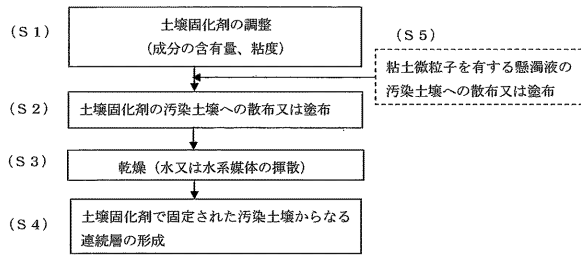 (S1)
土壌固化剤の調整
(成分の含有量、粘度)
(S5)
粘土微粒子を有する懸濁液の
汚染土壌への散布又は塗布
(S2)
土壌固化剤の汚染土壌への散布又は塗布
(S3)
乾燥(水又は水系媒体の揮散)
(S4)
土壌固化剤で固定された汚染土壌からなる
連続層の形成